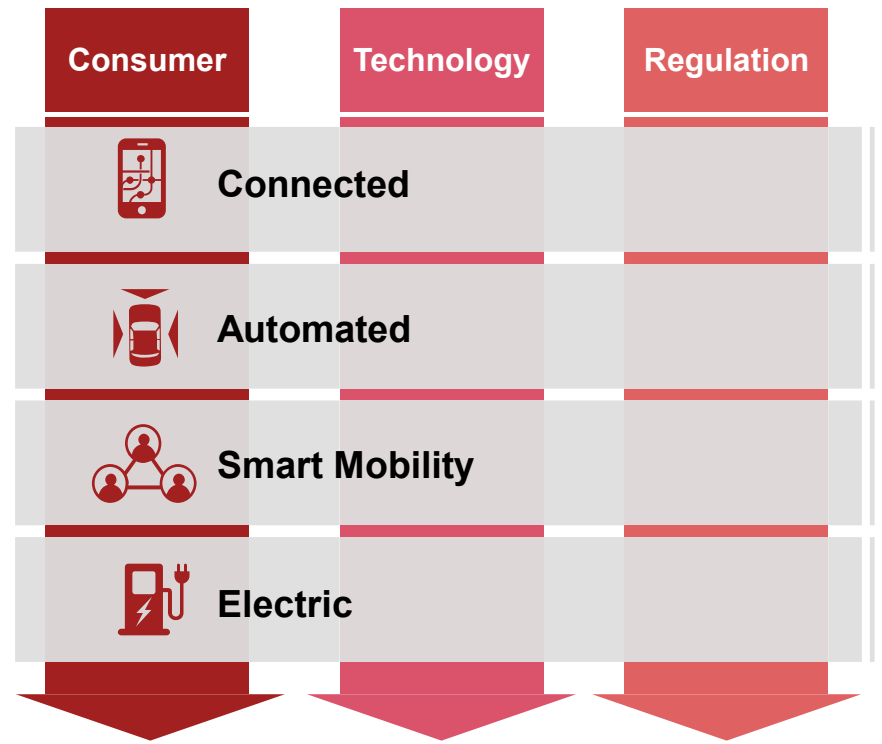 Consumer
Technology
Regulation
Connected
Automated
Smart Mobility
Electric